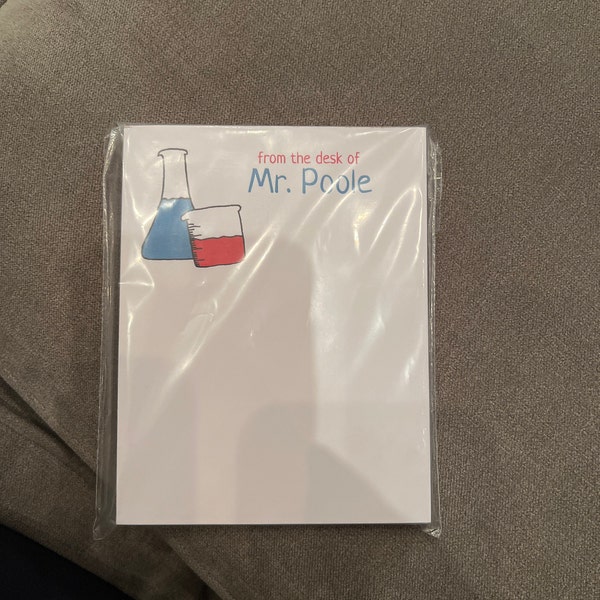 from the desk of
Mr. Poole